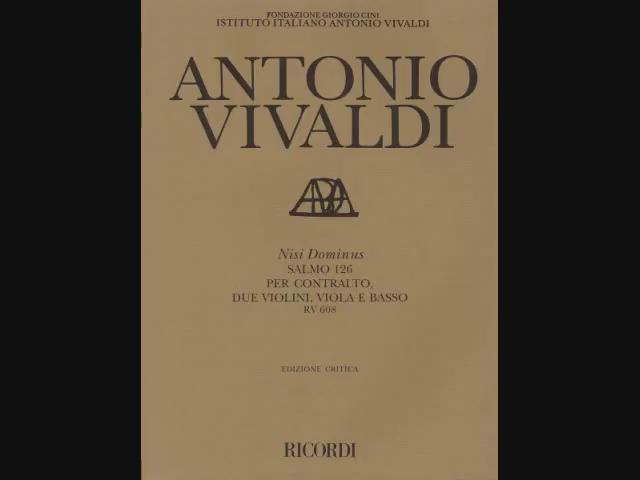 FONDAZIONE GIORGIO CINI
ISTITUTO ITALIANO ANTONIO VIVALDI
ANTONIO
VIVALDI
Nisi Dominus
SALMO 126
PER CONTRALTO,
DUE VIOLINI, VIOLA E BASSO
RV 608
EDIZIONE CRITICA
RICORDI